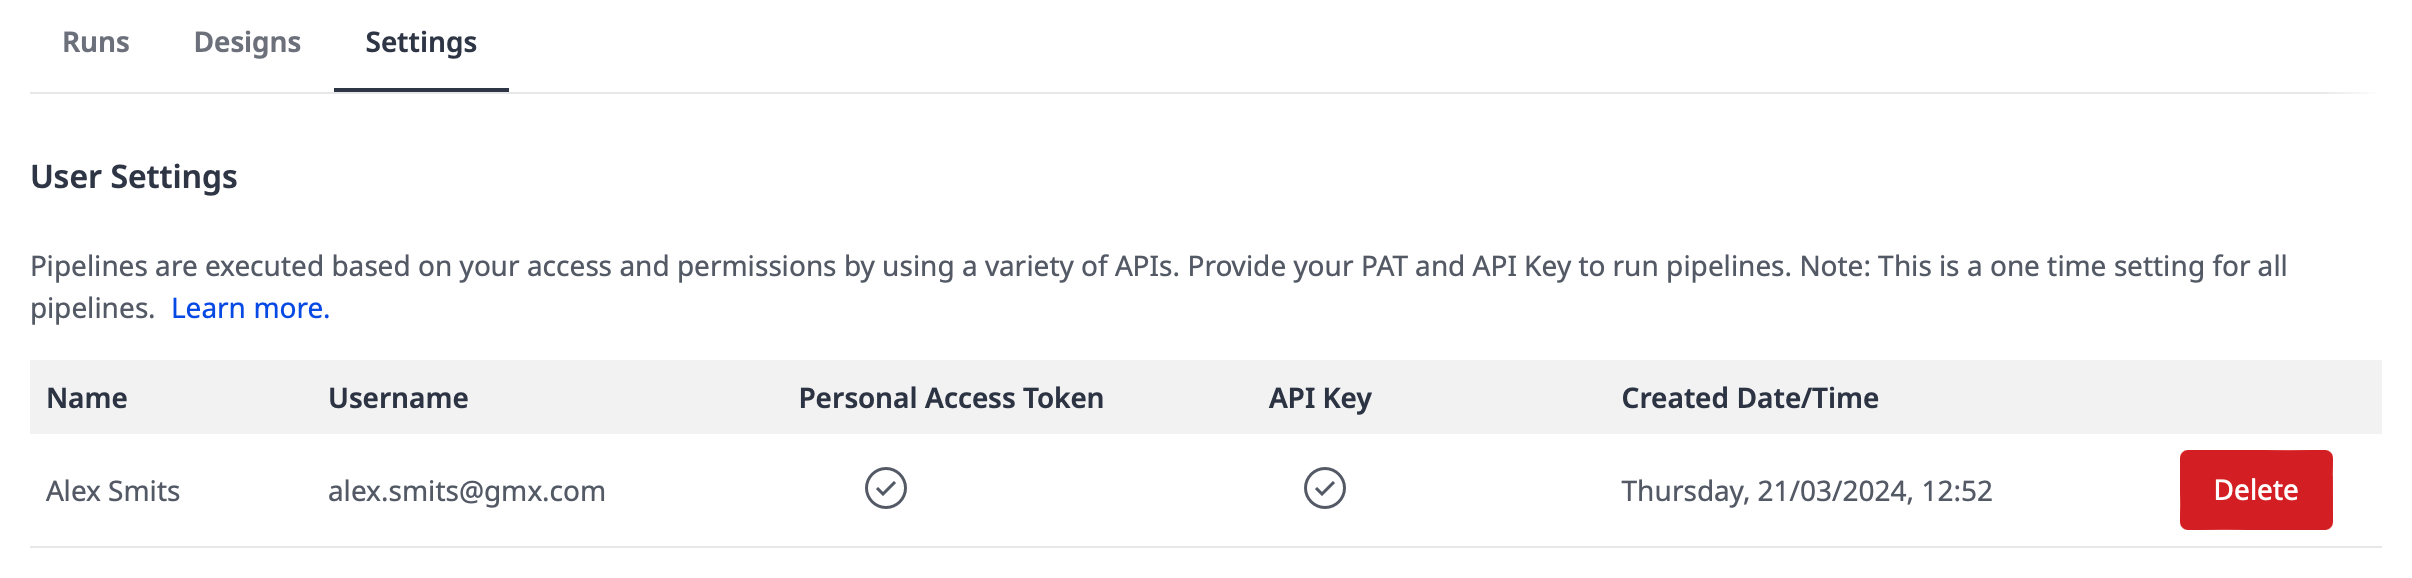 Runs Designs Settings
User Settings
Pipelines are executed based on your access and permissions by using a variety of APIs. Provide your PAT and API Key to run pipelines. Note: This is a one time setting for all
pipelines. Learn more.
Name Username Personal Access Token API Key Created Date/Time
Alex Smits alex.smits@gmx.com Thursday, 21/03/2024, 12:52 Delete